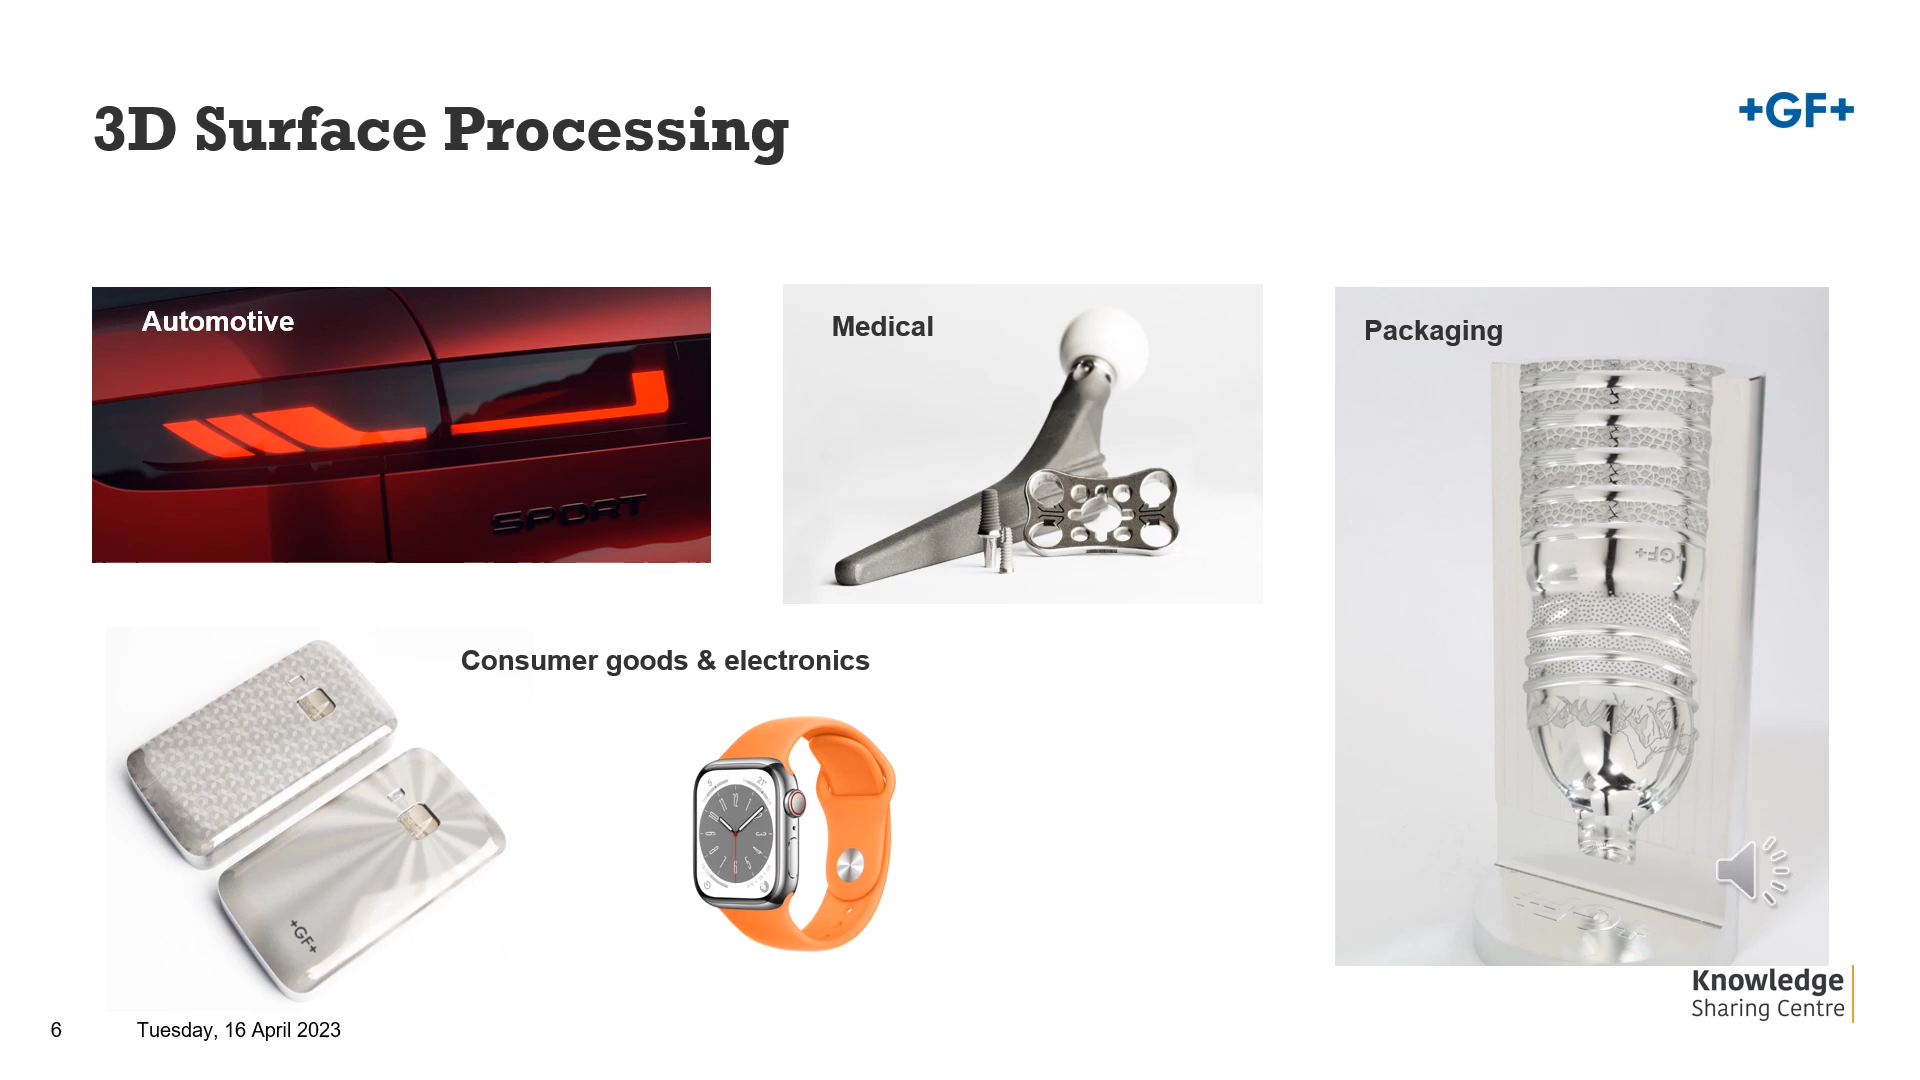 3D Surface Processing
+GF+
Automotive
SPORT
Medical
Packaging
+GF+
Consumer goods & electronics
+GF+
+GF+
Knowledge
Sharing Centre
6
Tuesday, 16 April 2023